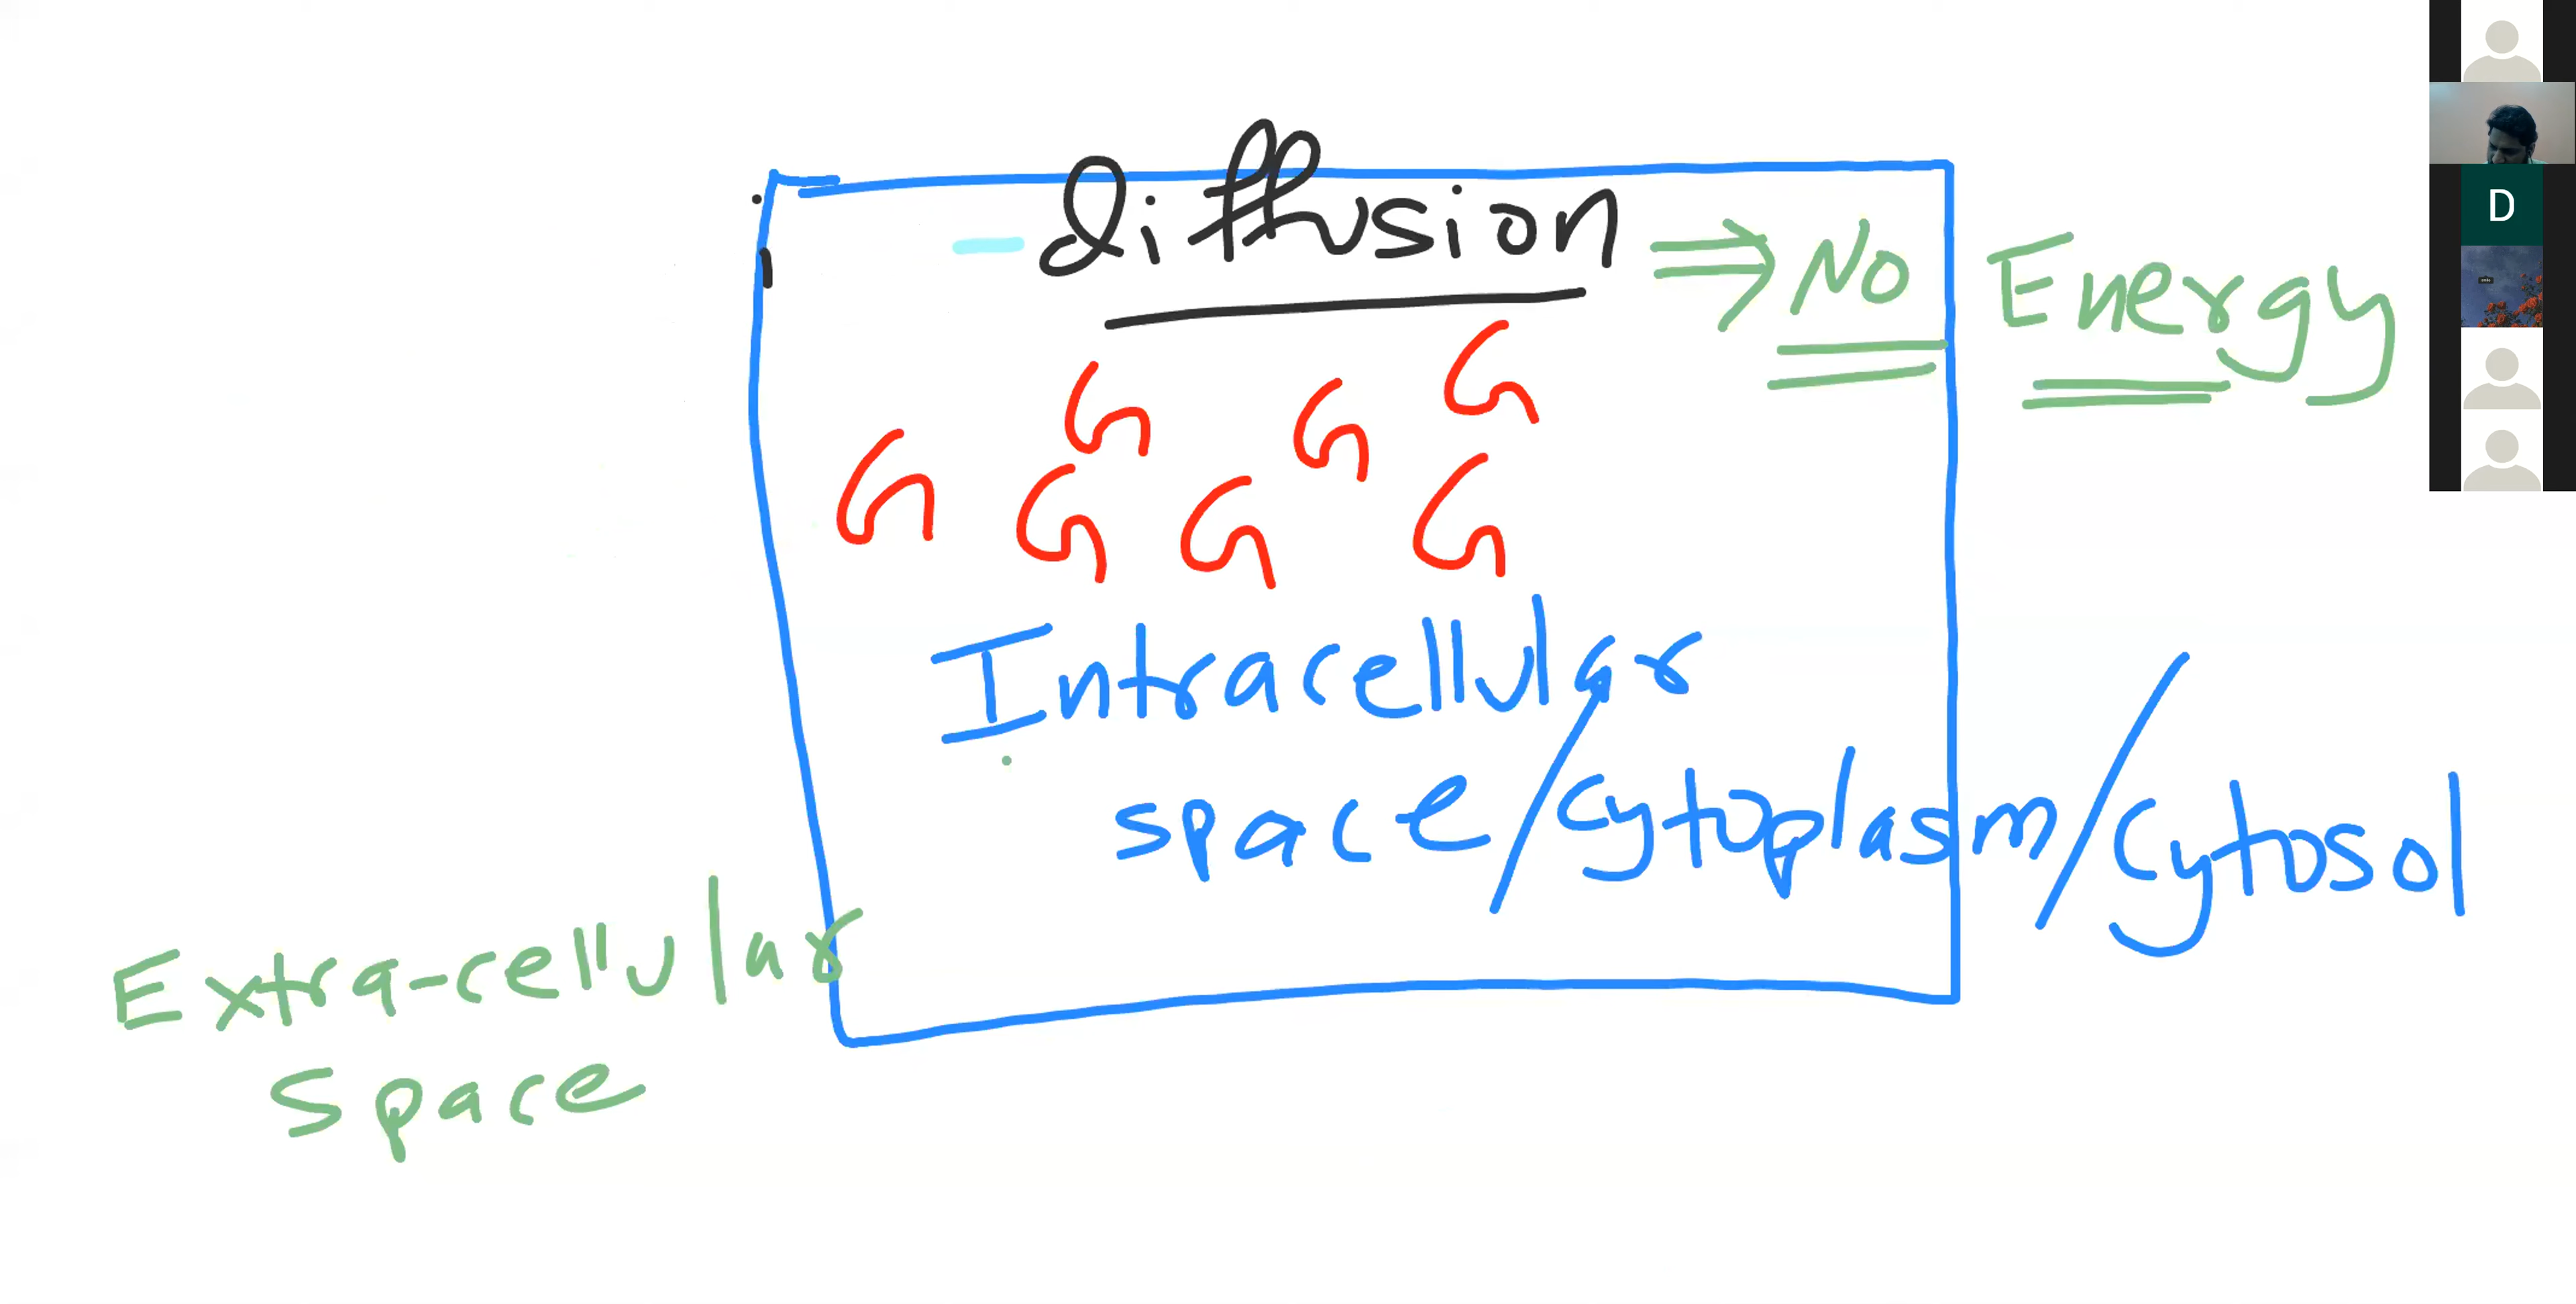 diffusion ⇒ No Energy
G G G
G G G G
Intracellular
space/cytoplasm/cytosol
Extra-cellular
space
D